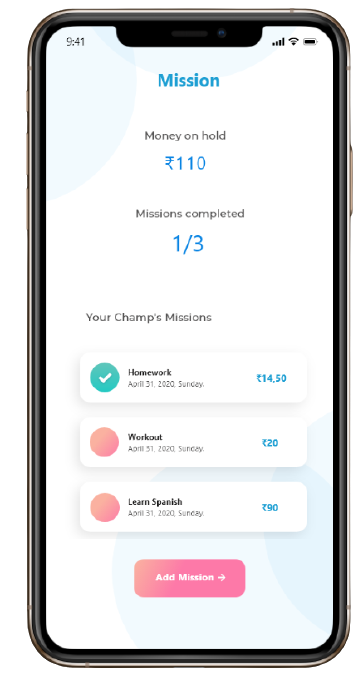 9:41
Mission
Money on hold
₹110
Missions completed
1/3
Your Champ's Missions
Homework
April 31, 2020, Sunday.
₹14,50
Workout
April 31, 2020, Sunday.
₹20
Learn Spanish
April 31, 2020, Sunday.
₹90
Add Mission →